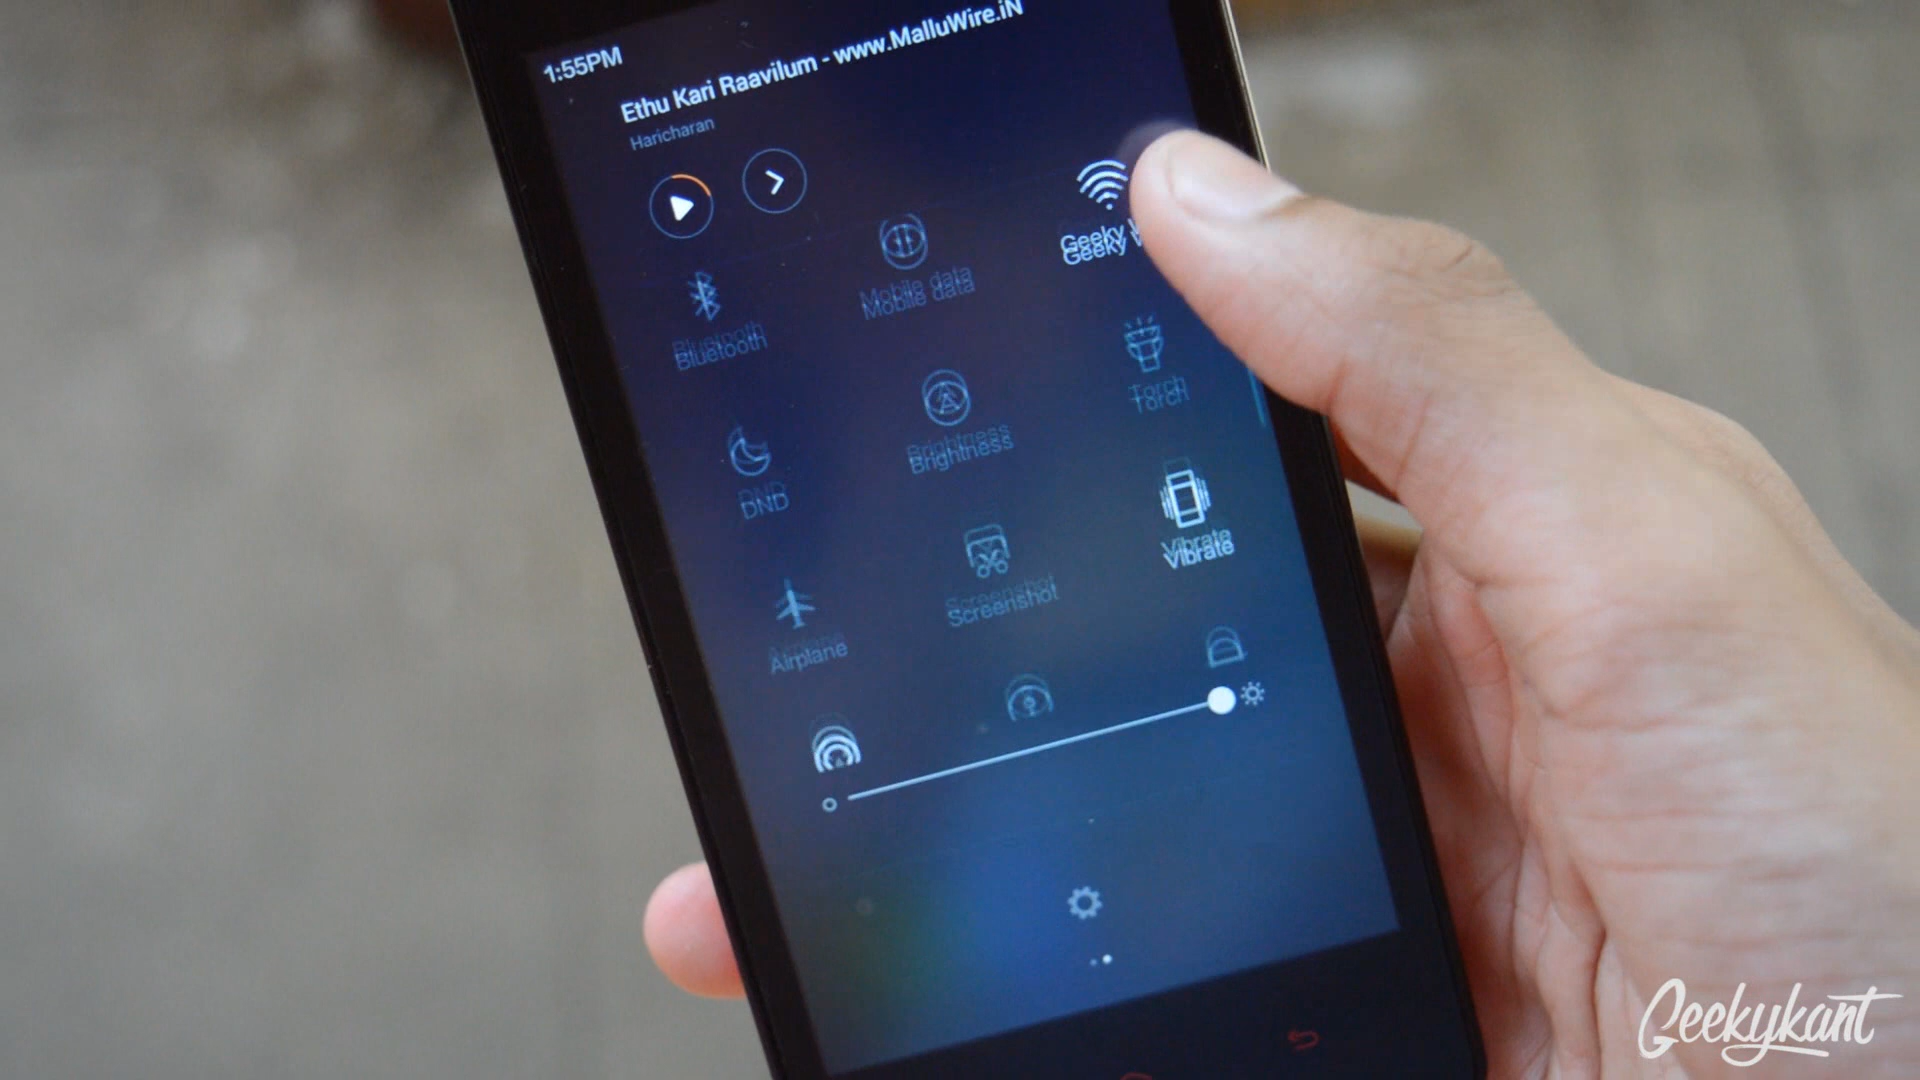 1:55PM
Ethu Kari Raavilum - www.MalluWire.iN
Haricharan
Bluetooth
Mobile data
Geeky
DND
Brightness
Torch
Airplane
Screenshot
Vibrate
Geekykant